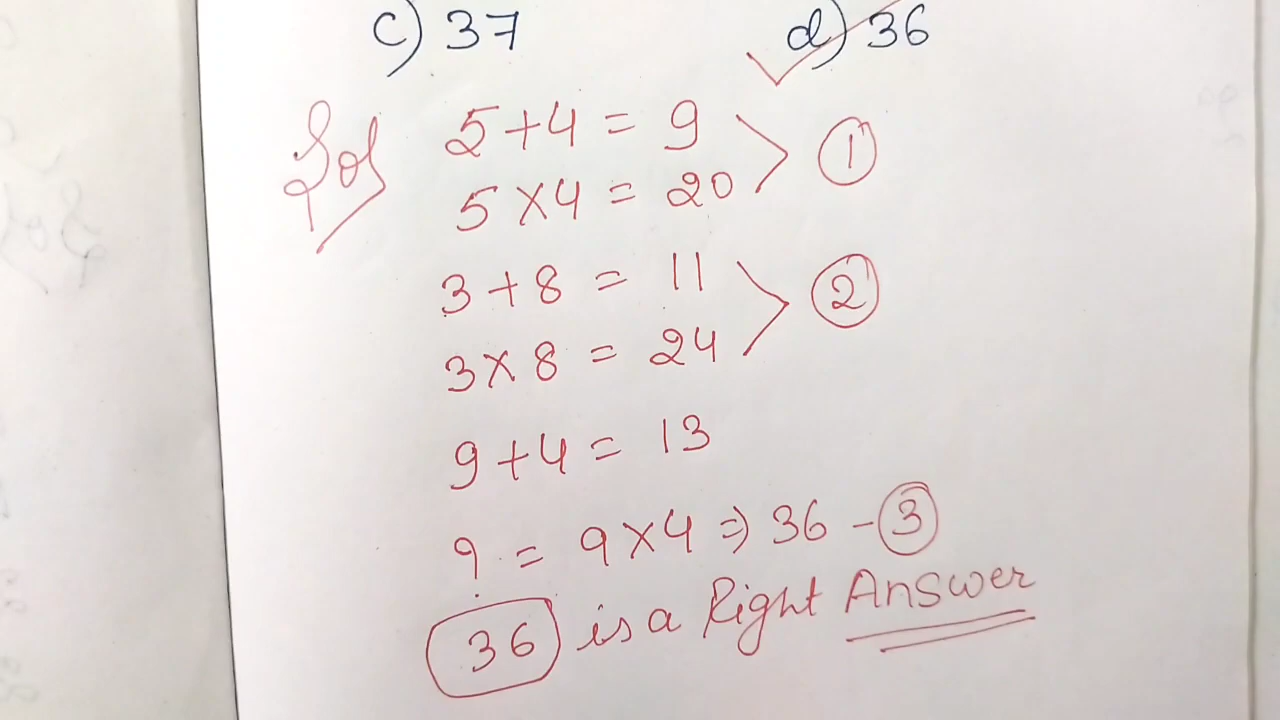 c) 37 d) 36
Sol 5+4 = 9
5×4 = 20 > ①
3+8 = 11
3×8 = 24 > ②
9+4 = 13
? = 9×4 ⇒ 36 - ③
36 is a Right Answer